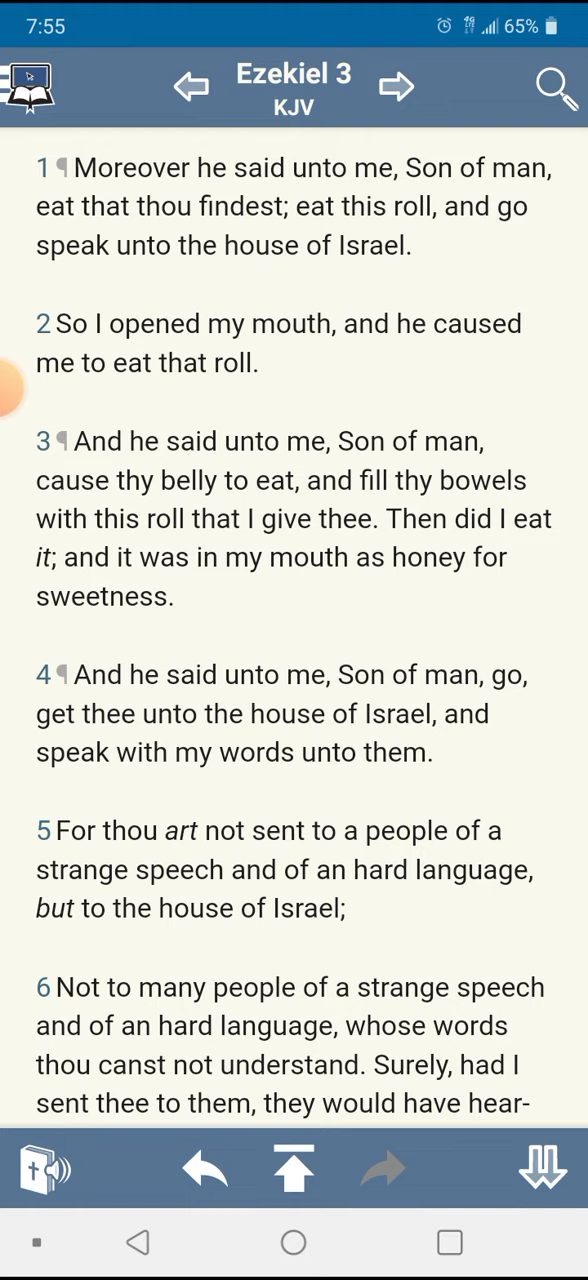 7:55
4G
65%
Ezekiel 3
KJV
1 ¶ Moreover he said unto me, Son of man,
eat that thou findest; eat this roll, and go
speak unto the house of Israel.
2 So I opened my mouth, and he caused
me to eat that roll.
3 ¶ And he said unto me, Son of man,
cause thy belly to eat, and fill thy bowels
with this roll that I give thee. Then did I eat
it; and it was in my mouth as honey for
sweetness.
4 ¶ And he said unto me, Son of man, go,
get thee unto the house of Israel, and
speak with my words unto them.
5 For thou art not sent to a people of a
strange speech and of an hard language,
but to the house of Israel;
6 Not to many people of a strange speech
and of an hard language, whose words
thou canst not understand. Surely, had I
sent thee to them, they would have hear-